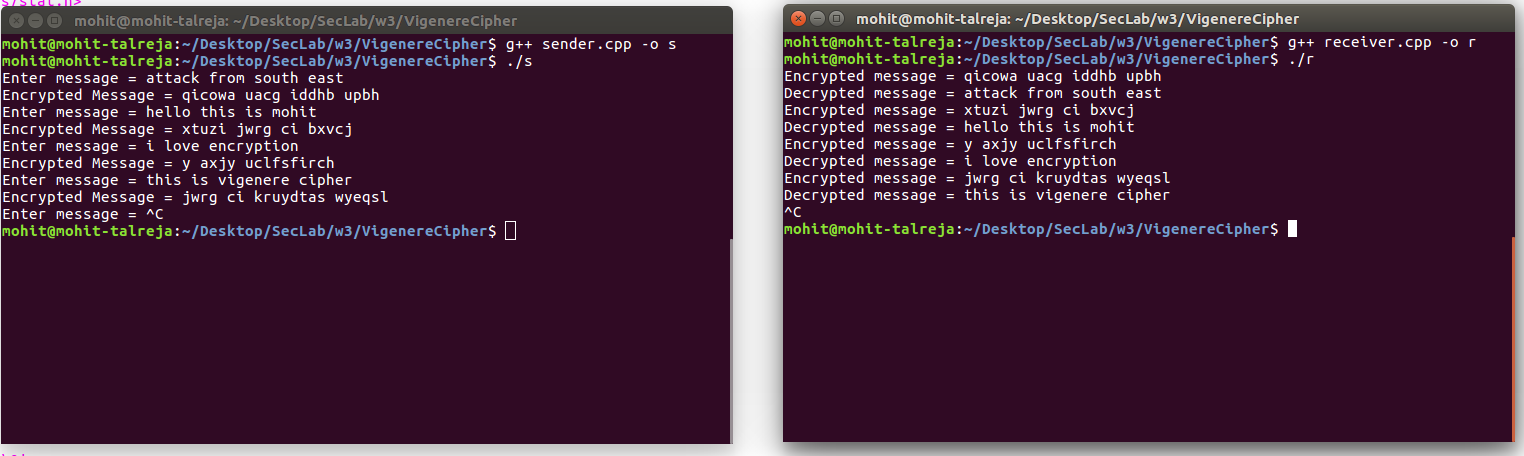 s/stat.h>
mohit@mohit-talreja: ~/Desktop/SecLab/w3/VigenereCipher
mohit@mohit-talreja:~/Desktop/SecLab/w3/VigenereCipher$ g++ sender.cpp -o s
mohit@mohit-talreja:~/Desktop/SecLab/w3/VigenereCipher$ ./s
Enter message = attack from south east
Encrypted Message = qicowa uacg iddhb upbh
Enter message = hello this is mohit
Encrypted Message = xtuzi jwrg ci bxvcj
Enter message = i love encryption
Encrypted Message = y axjy uclfsfirch
Enter message = this is vigenere cipher
Encrypted Message = jwrg ci kruydtas wyeqsl
Enter message = ^C
mohit@mohit-talreja:~/Desktop/SecLab/w3/VigenereCipher$
mohit@mohit-talreja: ~/Desktop/SecLab/w3/VigenereCipher
mohit@mohit-talreja:~/Desktop/SecLab/w3/VigenereCipher$ g++ receiver.cpp -o r
mohit@mohit-talreja:~/Desktop/SecLab/w3/VigenereCipher$ ./r
Encrypted message = qicowa uacg iddhb upbh
Decrypted message = attack from south east
Encrypted message = xtuzi jwrg ci bxvcj
Decrypted message = hello this is mohit
Encrypted message = y axjy uclfsfirch
Decrypted message = i love encryption
Encrypted message = jwrg ci kruydtas wyeqsl
Decrypted message = this is vigenere cipher
^C
mohit@mohit-talreja:~/Desktop/SecLab/w3/VigenereCipher$